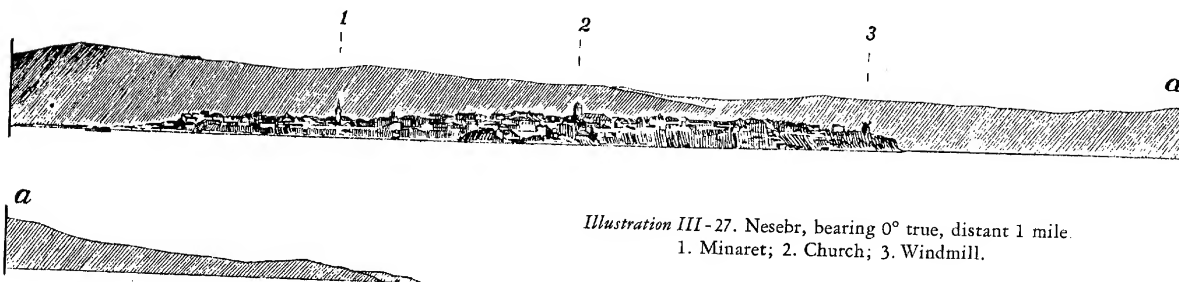 1 2 3
a
a
Illustration III-27. Nesebr, bearing 0° true, distant 1 mile.
1. Minaret; 2. Church; 3. Windmill.